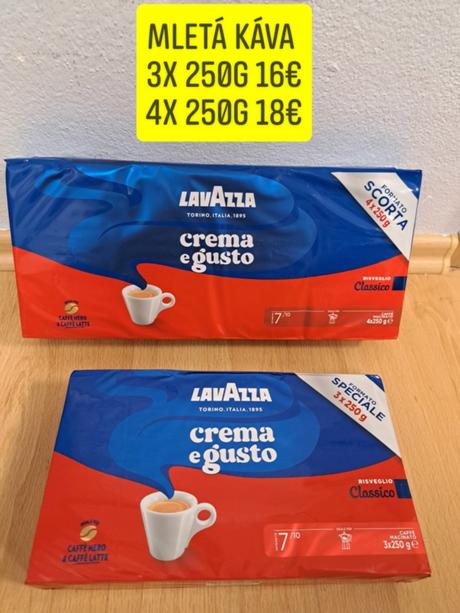 MLETÁ KÁVA
3X 250G 16€
4X 250G 18€
LAVAZZA
TORINO, ITALIA, 1895
crema
e gusto
FORMATO
SCORTA
4x250g
RISVEGLIO
Classico
CAFFÈ NERO
& CAFFÈ LATTE
7/10
CAFFÈ
MACINATO
4x250 g e
LAVAZZA
TORINO, ITALIA, 1895
crema
e gusto
FORMATO
SPECIALE
3x250g
RISVEGLIO
Classico
CAFFÈ NERO
& CAFFÈ LATTE
7/10
CAFFÈ
MACINATO
3x250 g e